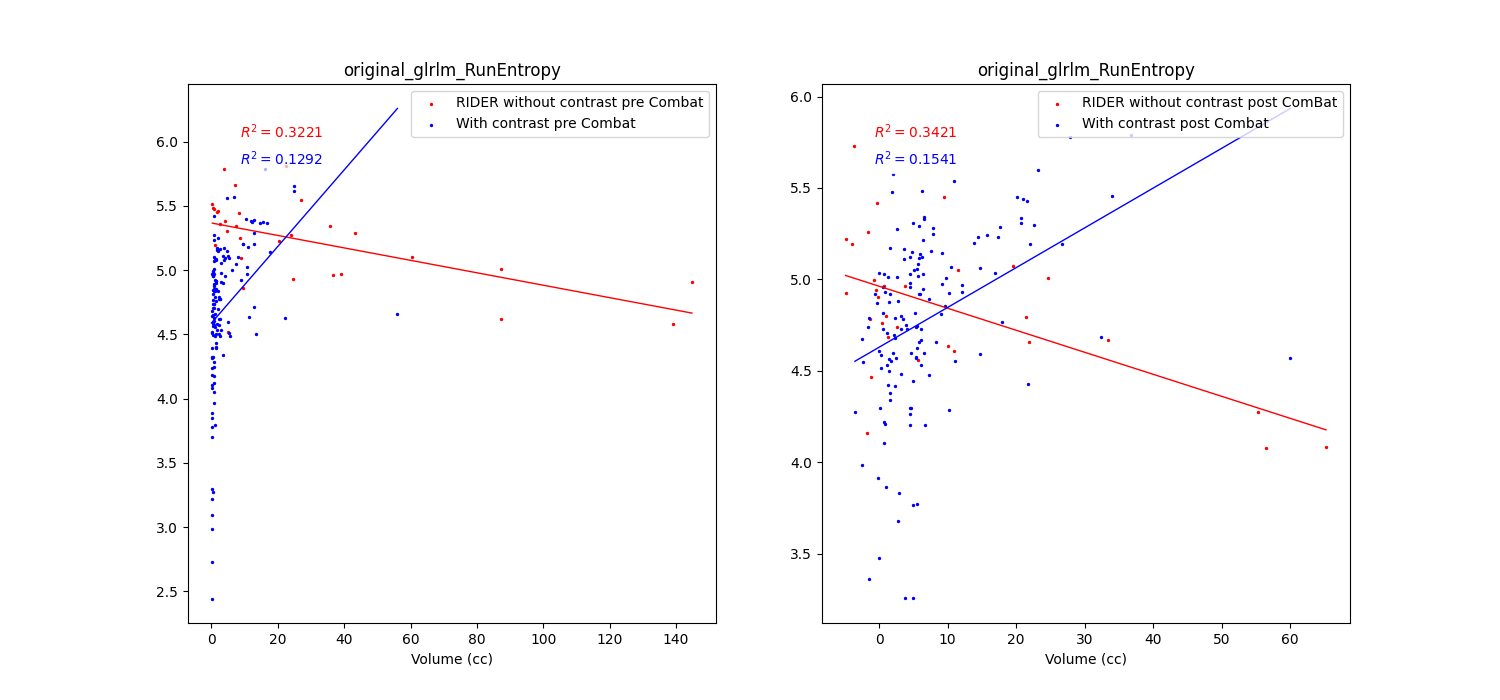 original_glrlm_RunEntropy
RIDER without contrast pre Combat
With contrast pre Combat
R² = 0.3221
R² = 0.1292
6.0
5.5
5.0
4.5
4.0
3.5
3.0
2.5
0 20 40 60 80 100 120 140
Volume (cc)
original_glrlm_RunEntropy
RIDER without contrast post ComBat
With contrast post Combat
R² = 0.3421
R² = 0.1541
6.0
5.5
5.0
4.5
4.0
3.5
0 10 20 30 40 50 60
Volume (cc)